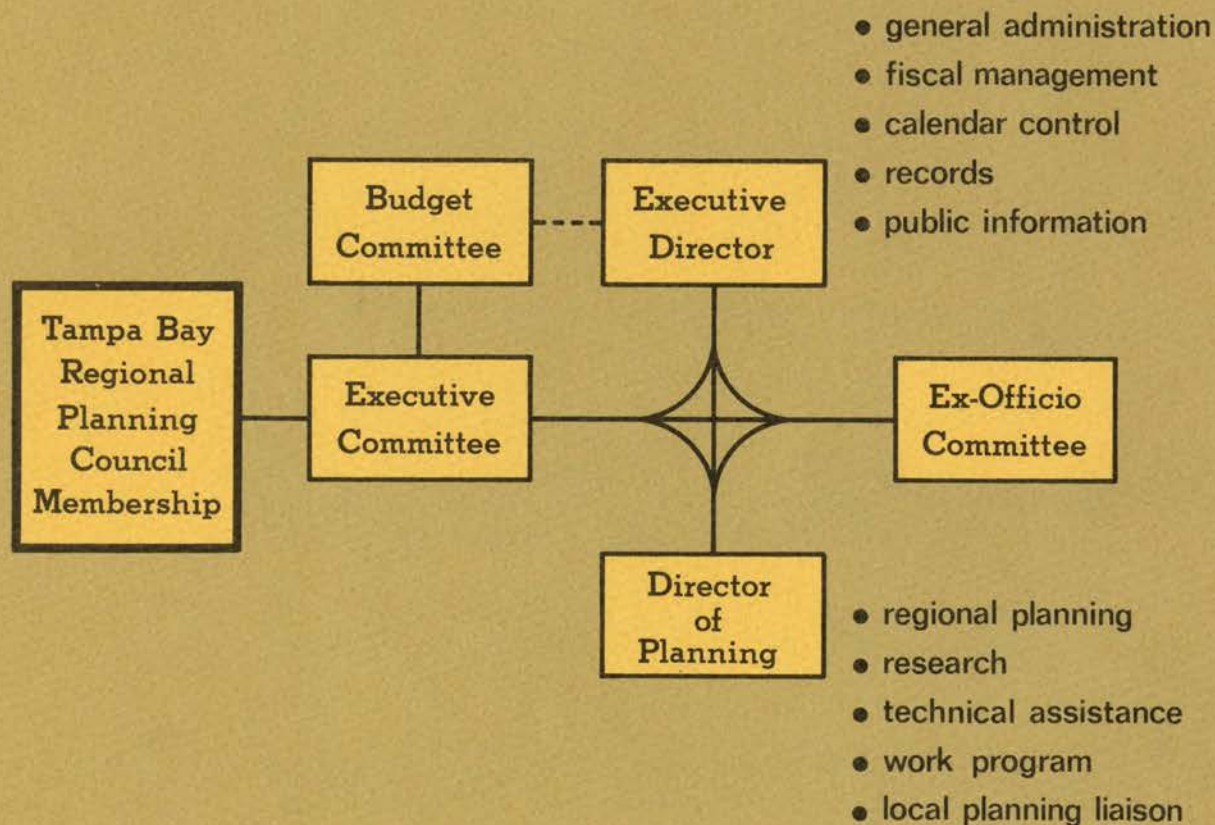 • general administration
• fiscal management
• calendar control
• records
• public information
Budget
Committee
Executive
Director
Tampa Bay
Regional
Planning
Council
Membership
Executive
Committee
Ex-Officio
Committee
Director
of
Planning
• regional planning
• research
• technical assistance
• work program
• local planning liaison